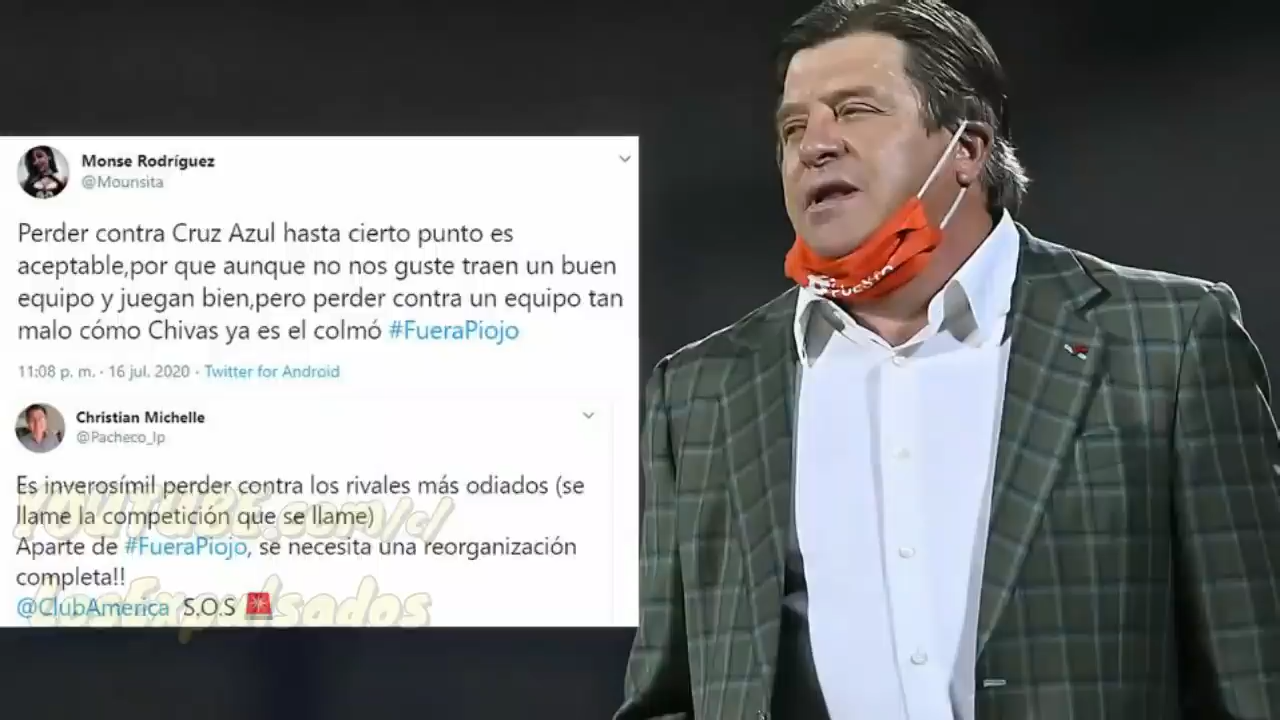 Monse Rodríguez
@Mounsita
Perder contra Cruz Azul hasta cierto punto es
aceptable,por que aunque no nos guste traen un buen
equipo y juegan bien,pero perder contra un equipo tan
malo cómo Chivas ya es el colmó #FueraPiojo
11:08 p. m. · 16 jul. 2020 · Twitter for Android
Christian Michelle
@Pacheco_lp
Es inverosímil perder contra los rivales más odiados (se
llame la competición que se llame)
Aparte de #FueraPiojo, se necesita una reorganización
completa!!
@ClubAmerica S.O.S 🚨
YOUTUBE.com/c/
losExpulsados